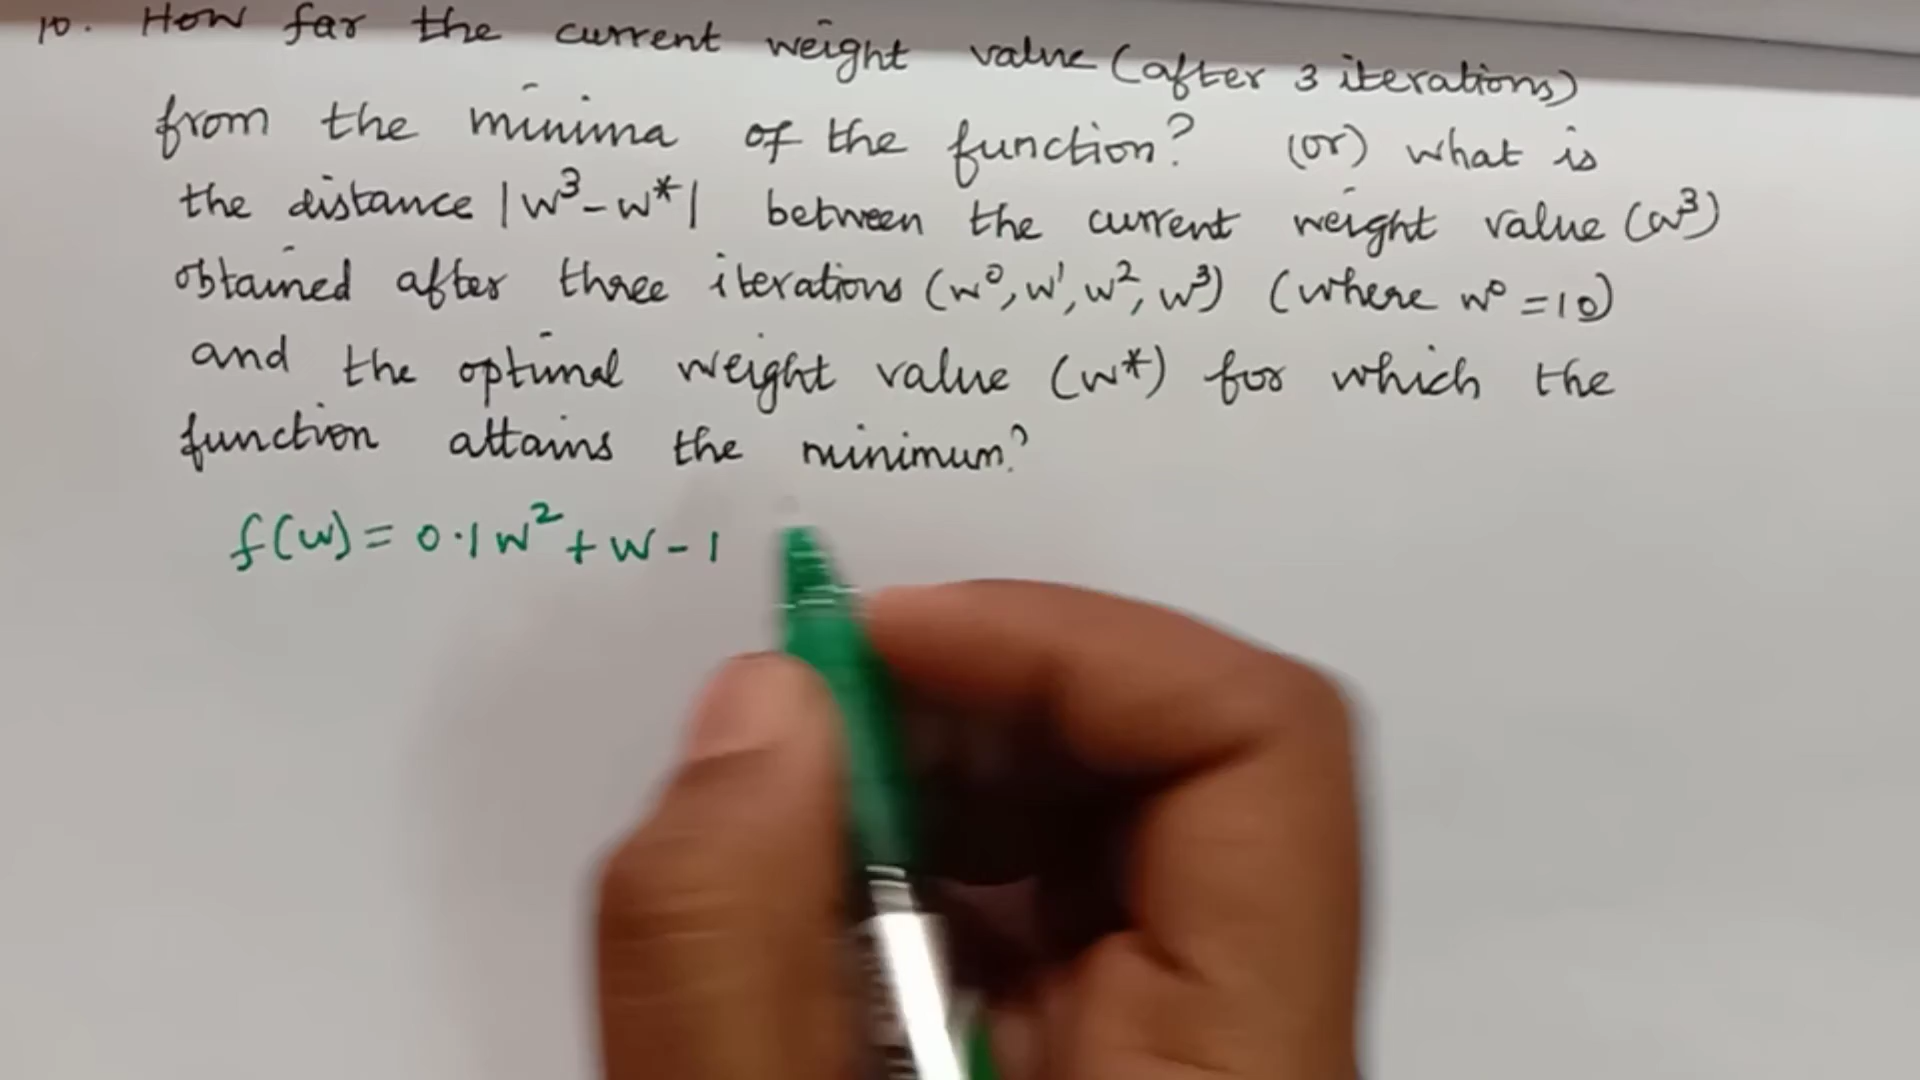 10. How far the current weight value (after 3 iterations)
from the minima of the function? (or) what is
the distance |w³-w*| between the current weight value (w³)
obtained after three iterations (w⁰, w¹, w², w³) (where w⁰ = 10)
and the optimal weight value (w*) for which the
function attains the minimum?
f(w) = 0.1w² + w - 1